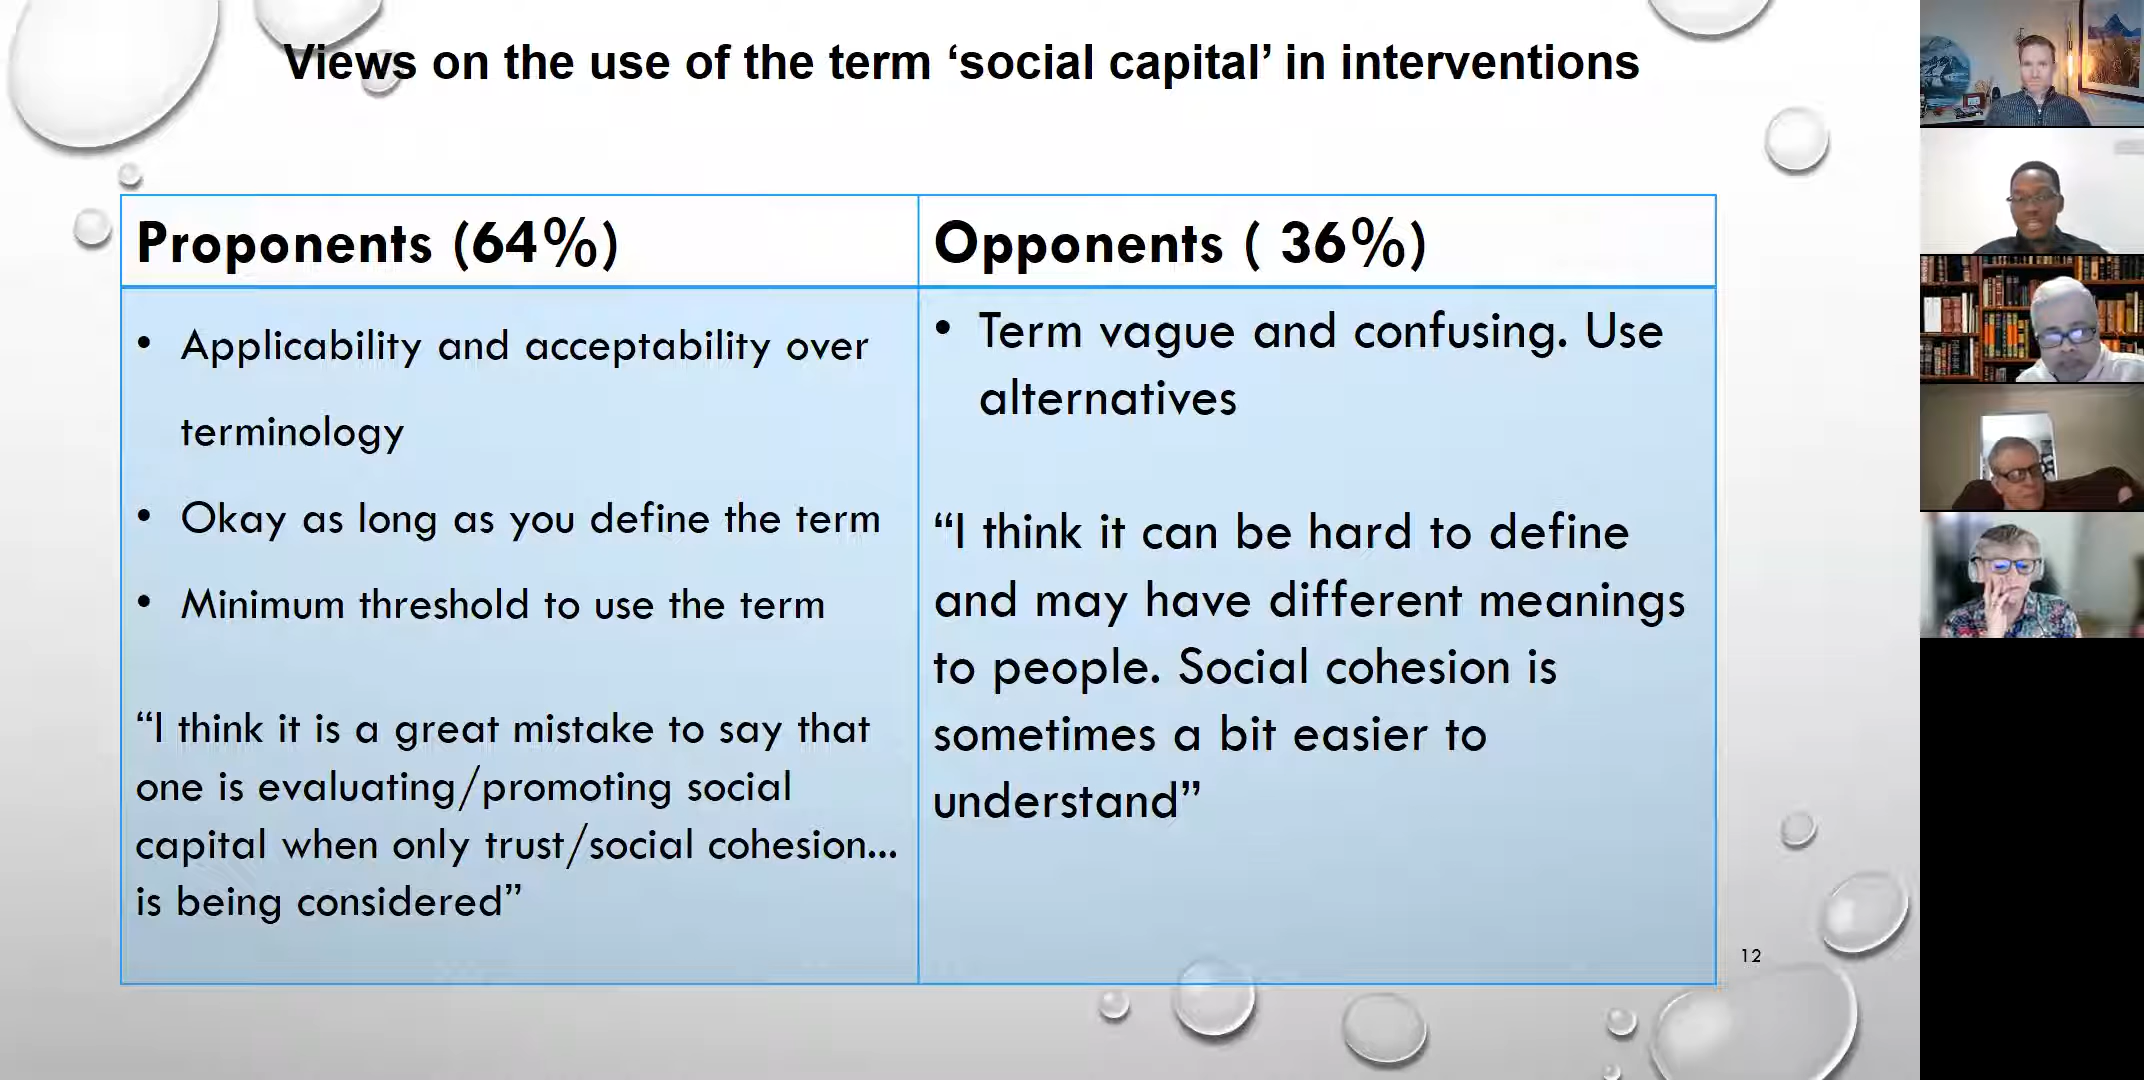 Views on the use of the term ‘social capital’ in interventions
Proponents (64%)
• Applicability and acceptability over
terminology
• Okay as long as you define the term
• Minimum threshold to use the term
“I think it is a great mistake to say that
one is evaluating/promoting social
capital when only trust/social cohesion...
is being considered”
Opponents ( 36%)
• Term vague and confusing. Use
alternatives
“I think it can be hard to define
and may have different meanings
to people. Social cohesion is
sometimes a bit easier to
understand”
12